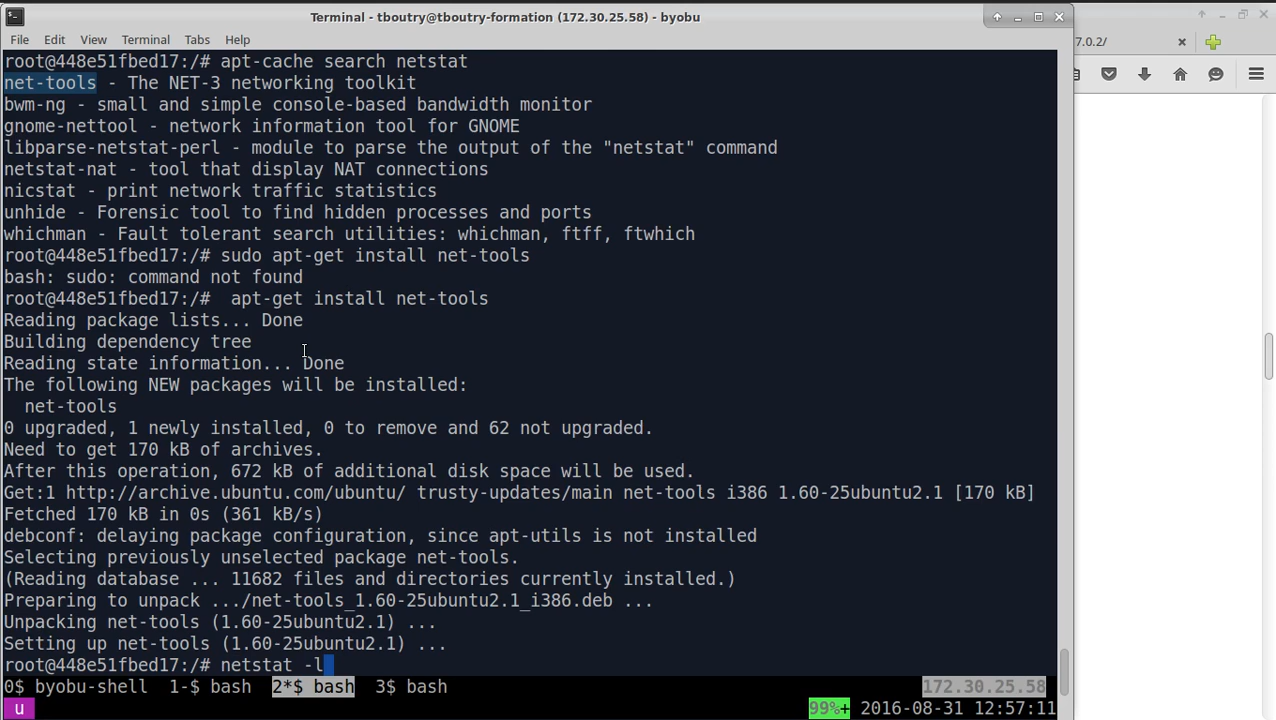 Terminal - tboutry@tboutry-formation (172.30.25.58) - byobu
File Edit View Terminal Tabs Help
7.0.2/
root@448e51fbed17:/# apt-cache search netstat
net-tools - The NET-3 networking toolkit
bwm-ng - small and simple console-based bandwidth monitor
gnome-nettool - network information tool for GNOME
libparse-netstat-perl - module to parse the output of the "netstat" command
netstat-nat - tool that display NAT connections
nicstat - print network traffic statistics
unhide - Forensic tool to find hidden processes and ports
whichman - Fault tolerant search utilities: whichman, ftff, ftwhich
root@448e51fbed17:/# sudo apt-get install net-tools
bash: sudo: command not found
root@448e51fbed17:/#  apt-get install net-tools
Reading package lists... Done
Building dependency tree
Reading state information... Done
The following NEW packages will be installed:
  net-tools
0 upgraded, 1 newly installed, 0 to remove and 62 not upgraded.
Need to get 170 kB of archives.
After this operation, 672 kB of additional disk space will be used.
Get:1 http://archive.ubuntu.com/ubuntu/ trusty-updates/main net-tools i386 1.60-25ubuntu2.1 [170 kB]
Fetched 170 kB in 0s (361 kB/s)
debconf: delaying package configuration, since apt-utils is not installed
Selecting previously unselected package net-tools.
(Reading database ... 11682 files and directories currently installed.)
Preparing to unpack .../net-tools_1.60-25ubuntu2.1_i386.deb ...
Unpacking net-tools (1.60-25ubuntu2.1) ...
Setting up net-tools (1.60-25ubuntu2.1) ...
root@448e51fbed17:/# netstat -l
0$ byobu-shell 1-$ bash 2*$ bash 3$ bash 172.30.25.58
u 99%+ 2016-08-31 12:57:11